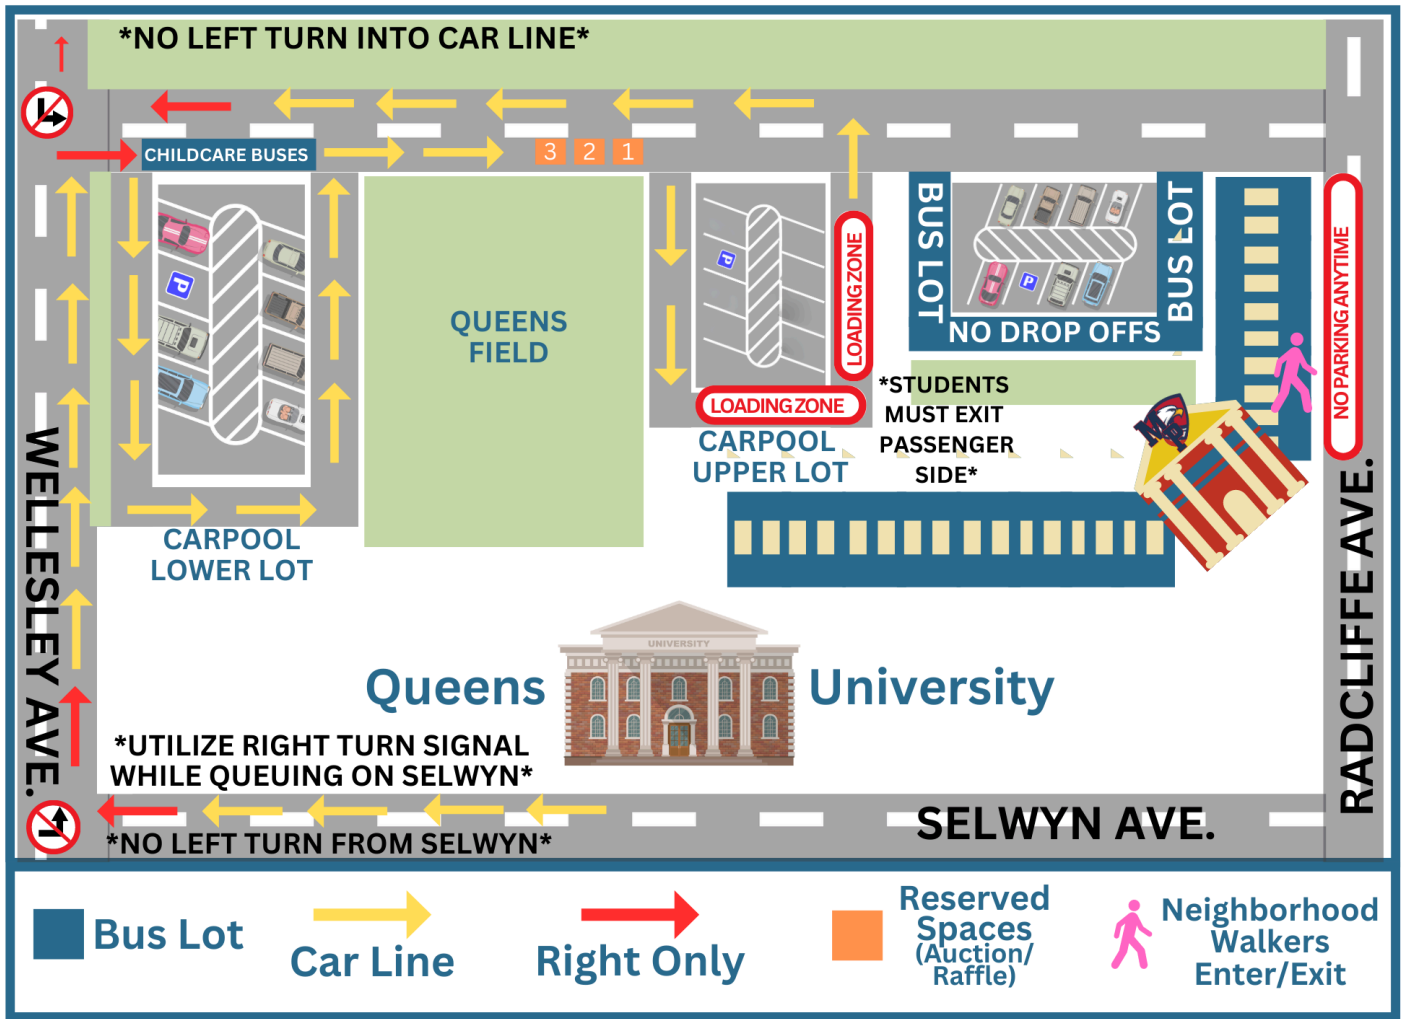 *NO LEFT TURN INTO CAR LINE*
CHILDCARE BUSES
3 2 1
P
QUEENS
FIELD
P
LOADING ZONE
LOADING ZONE
CARPOOL
UPPER LOT
BUS LOT
P
BUS LOT
NO DROP OFFS
*STUDENTS
MUST EXIT
PASSENGER
SIDE*
NO PARKING ANYTIME
MC
CARPOOL
LOWER LOT
WELLESLEY AVE.
RADCLIFFE AVE.
UNIVERSITY
Queens University
*UTILIZE RIGHT TURN SIGNAL
WHILE QUEUING ON SELWYN*
SELWYN AVE.
*NO LEFT TURN FROM SELWYN*
Bus Lot
Car Line
Right Only
Reserved
Spaces
(Auction/
Raffle)
Neighborhood
Walkers
Enter/Exit